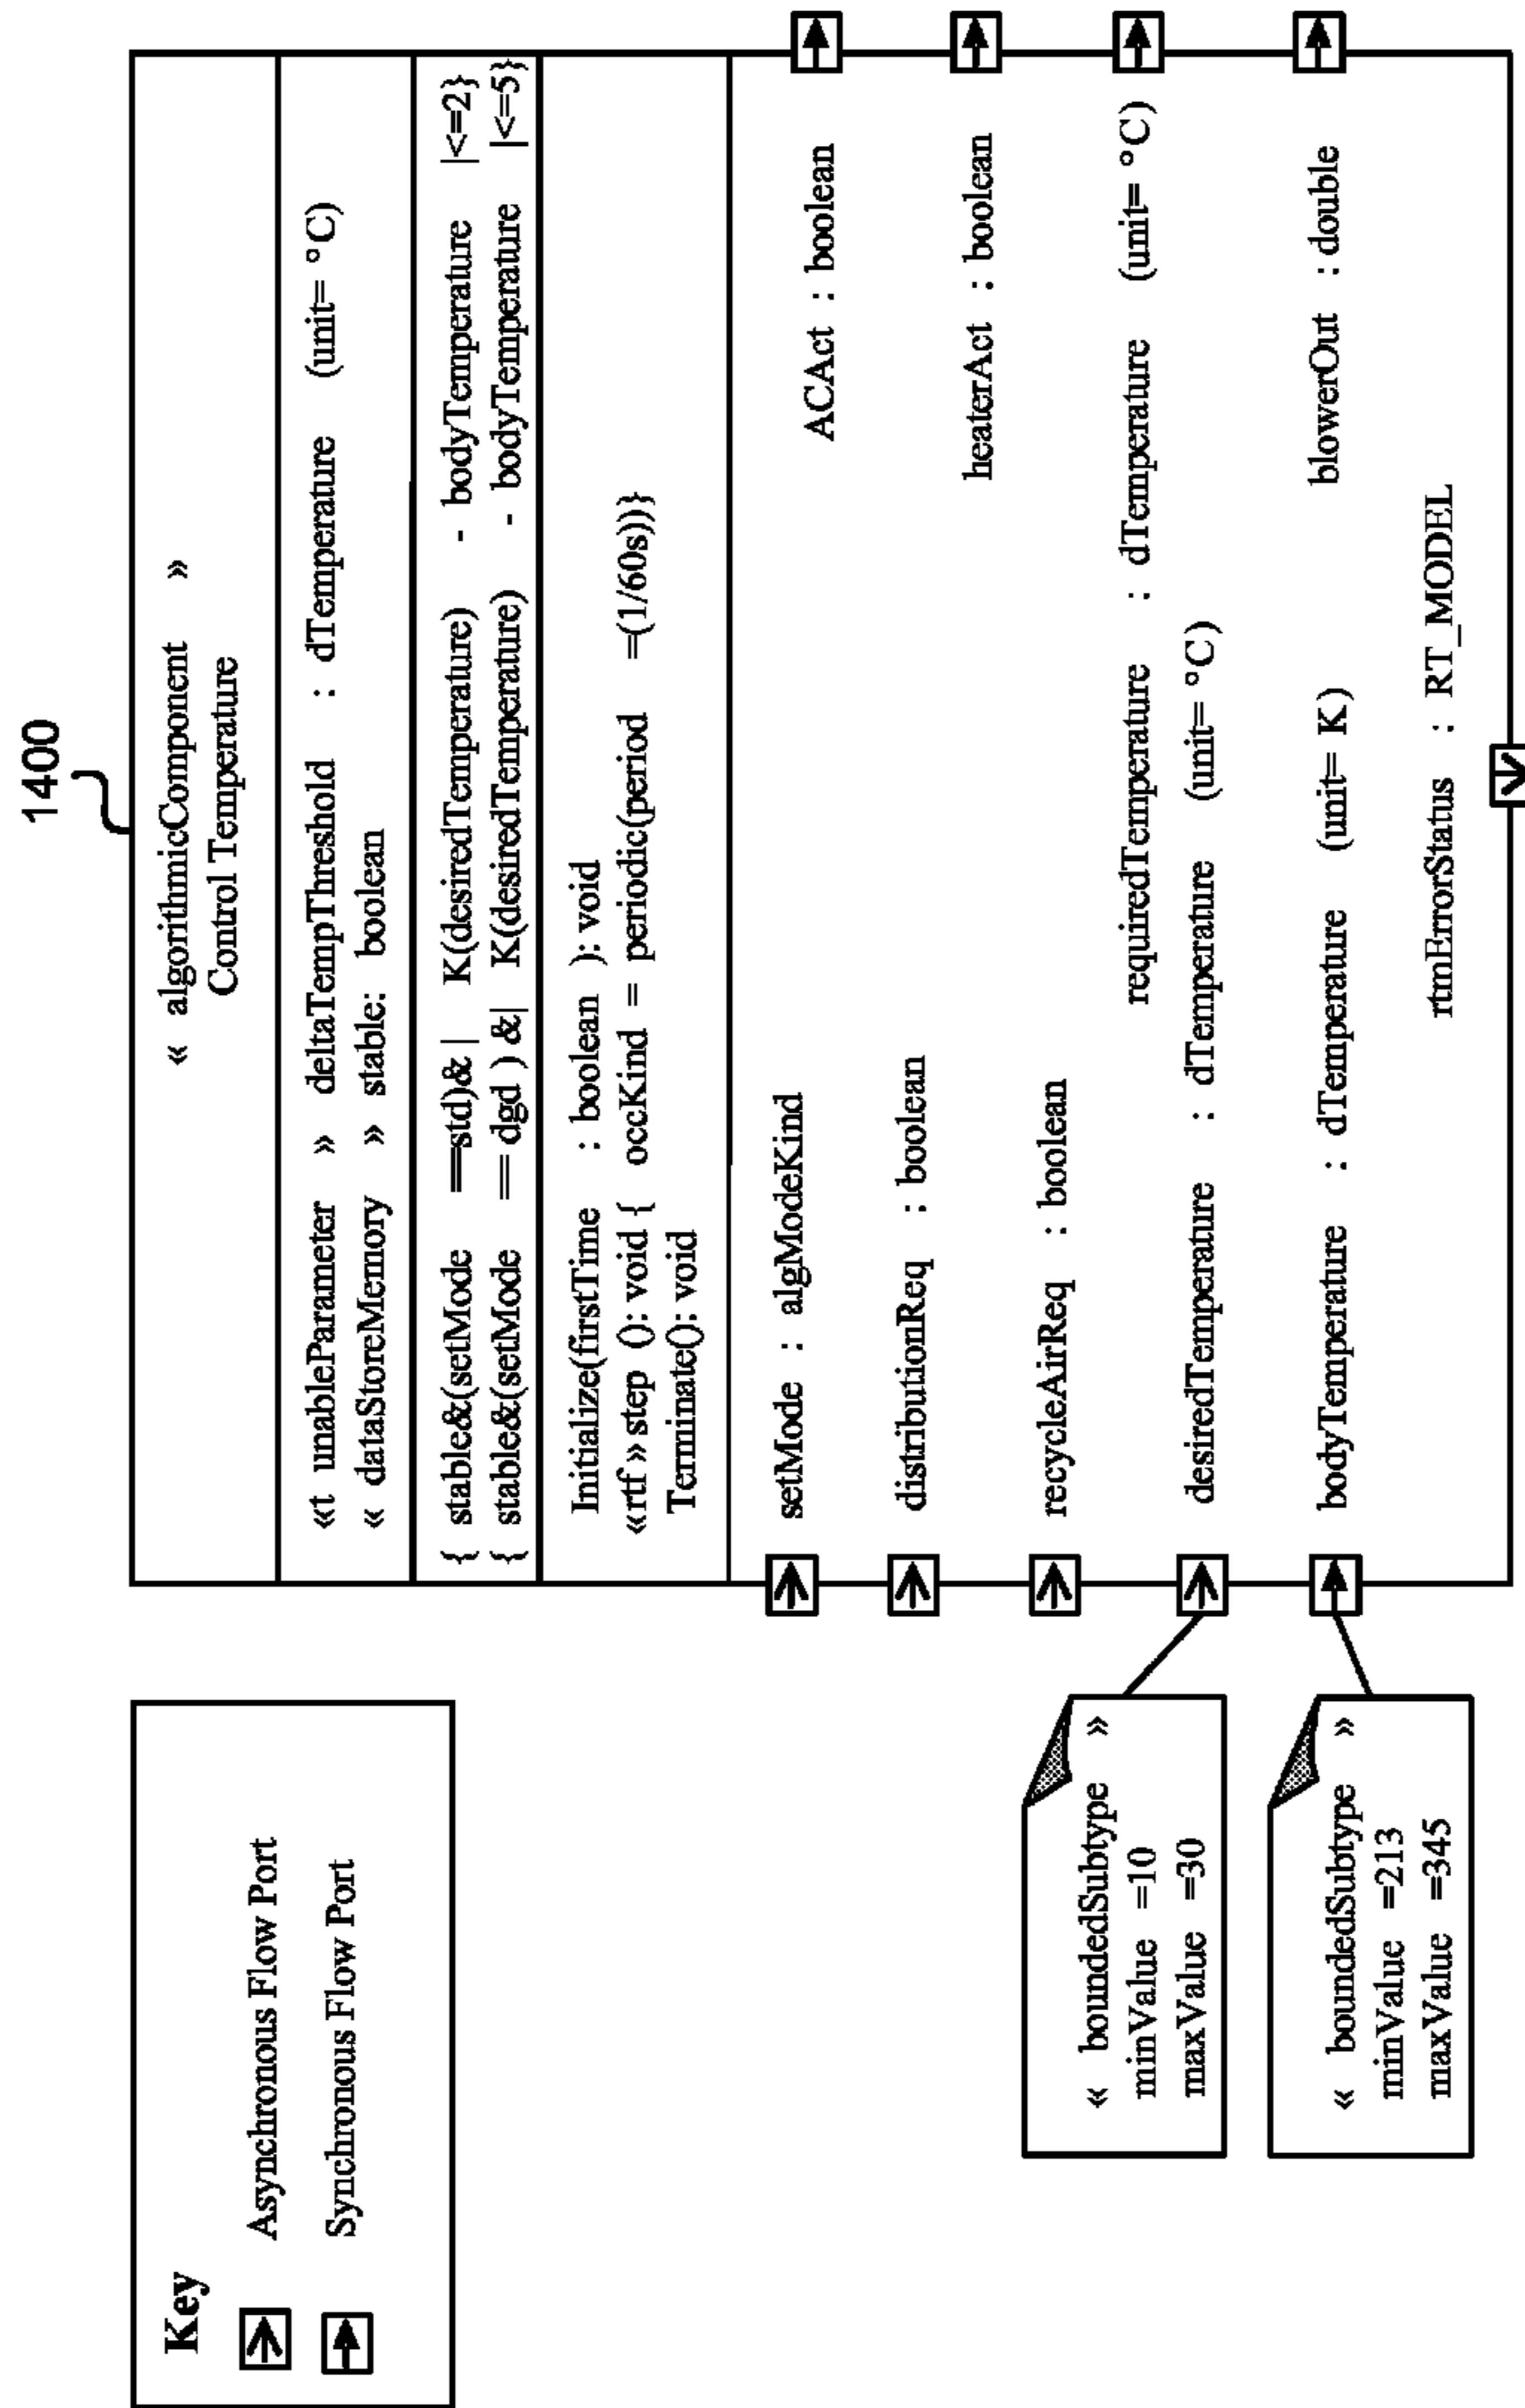 1400
Key
Asynchronous Flow Port
Synchronous Flow Port
« algorithmicComponent »
Control Temperature
«t unableParameter » deltaTempThreshold : dTemperature (unit= °C)
« dataStoreMemory » stable: boolean
{ stable&(setMode ==std)& | K(desiredTemperature) - bodyTemperature |<=2}
{ stable&(setMode == dgd ) &| K(desiredTemperature) - bodyTemperature |<=5}
Initialize(firstTime : boolean ): void
«rtf» step (): void { occKind = periodic(period =(1/60s))}
Terminate(): void
setMode : algModeKind
ACAct : boolean
distributionReq : boolean
heaterAct : boolean
recycleAirReq : boolean
requiredTemperature : dTemperature (unit= °C)
desiredTemperature : dTemperature (unit= °C)
bodyTemperature : dTemperature (unit= K)
blowerOut : double
rtmErrorStatus : RT_MODEL
« boundedSubtype »
minValue =10
maxValue =30
« boundedSubtype »
minValue =213
maxValue =345